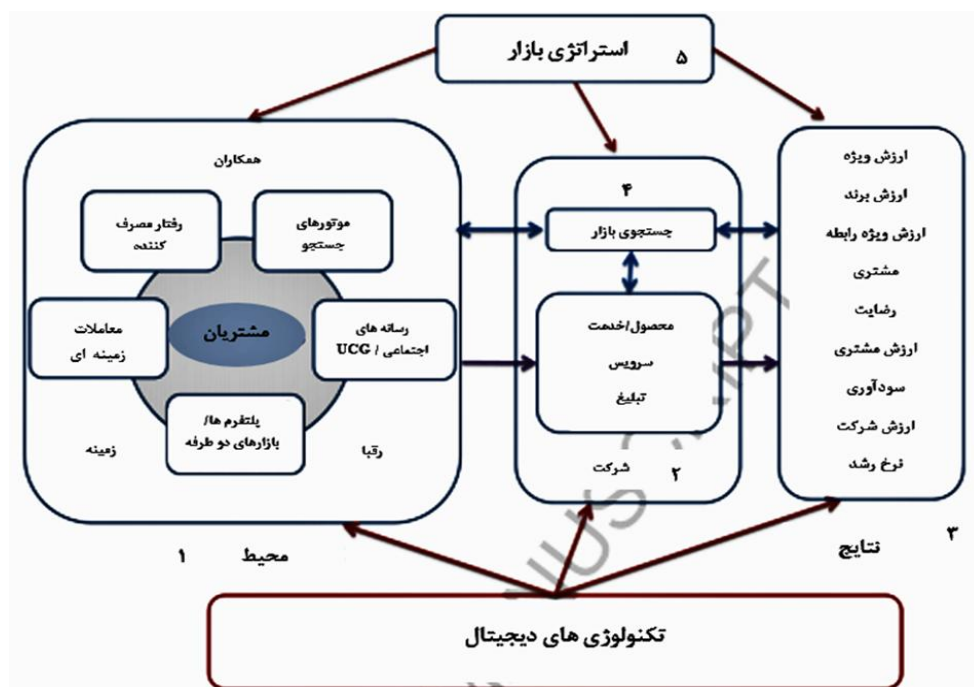 استراتژی بازار ۵
همکاران
موتورهای
جستجو
رفتار مصرف
کننده
مشتریان
رسانه های
اجتماعی / UCG
معاملات
زمینه ای
پلتفرم ها/
بازارهای دو طرفه
رقبا
زمینه
محیط ۱
۴
جستجوی بازار
محصول/خدمت
سرویس
تبلیغ
شرکت ۲
ارزش ویژه
ارزش برند
ارزش ویژه رابطه
مشتری
رضایت
ارزش مشتری
سودآوری
ارزش شرکت
نرخ رشد
نتایج ۳
تکنولوژی های دیجیتال